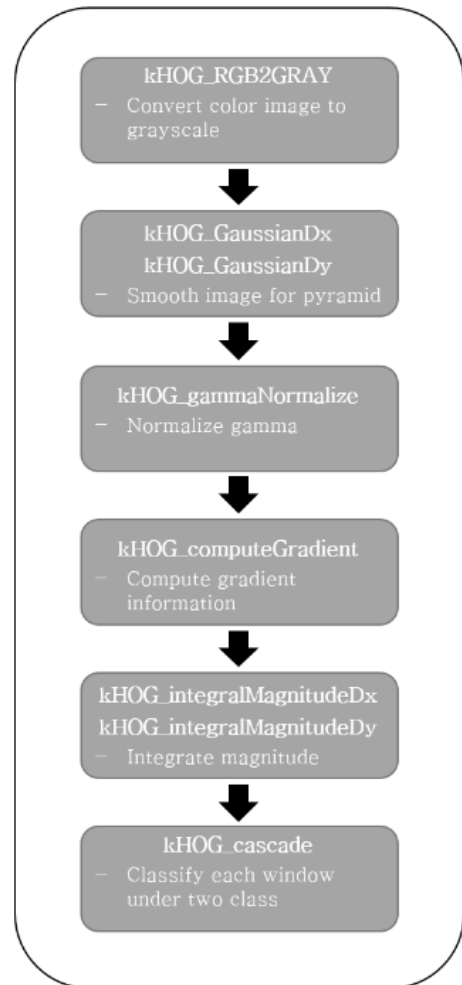 kHOG_RGB2GRAY
– Convert color image to
grayscale
kHOG_GaussianDx
kHOG_GaussianDy
– Smooth image for pyramid
kHOG_gammaNormalize
– Normalize gamma
kHOG_computeGradient
– Compute gradient
information
kHOG_integralMagnitudeDx
kHOG_integralMagnitudeDy
– Integrate magnitude
kHOG_cascade
– Classify each window
under two class